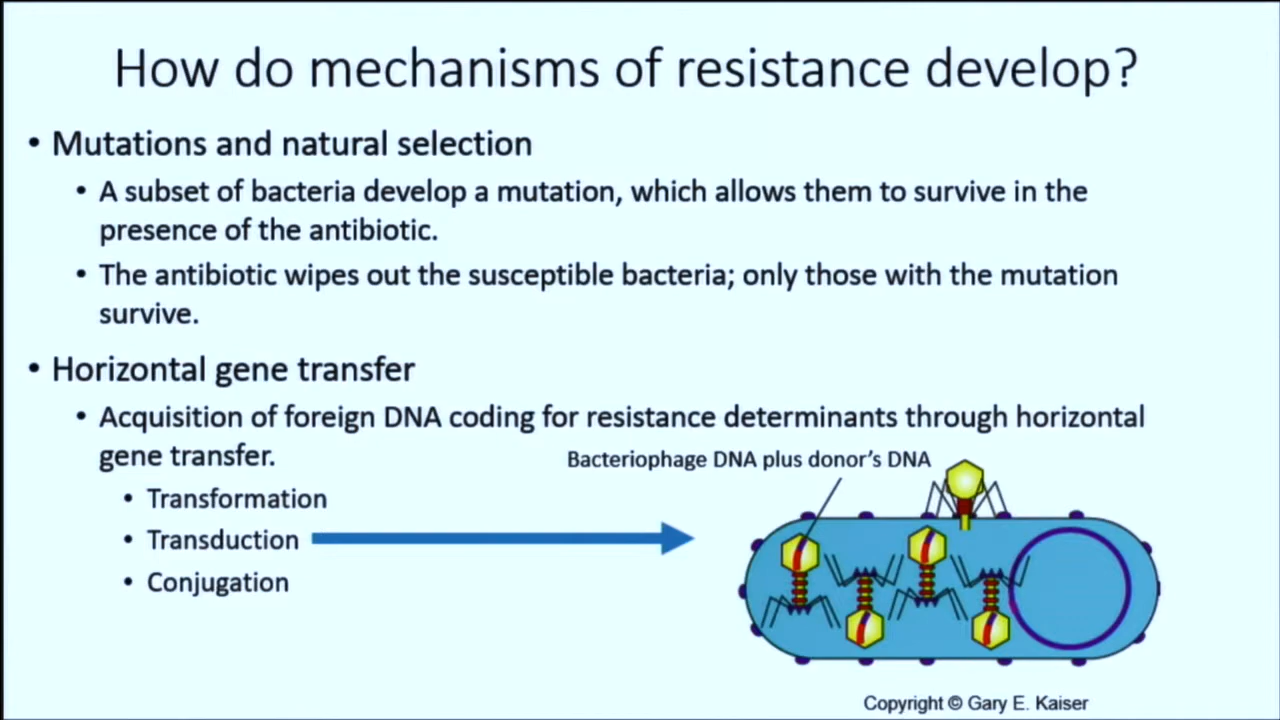 How do mechanisms of resistance develop?
• Mutations and natural selection
• A subset of bacteria develop a mutation, which allows them to survive in the
presence of the antibiotic.
• The antibiotic wipes out the susceptible bacteria; only those with the mutation
survive.
• Horizontal gene transfer
• Acquisition of foreign DNA coding for resistance determinants through horizontal
gene transfer.
Bacteriophage DNA plus donor's DNA
• Transformation
• Transduction
• Conjugation
Copyright © Gary E. Kaiser